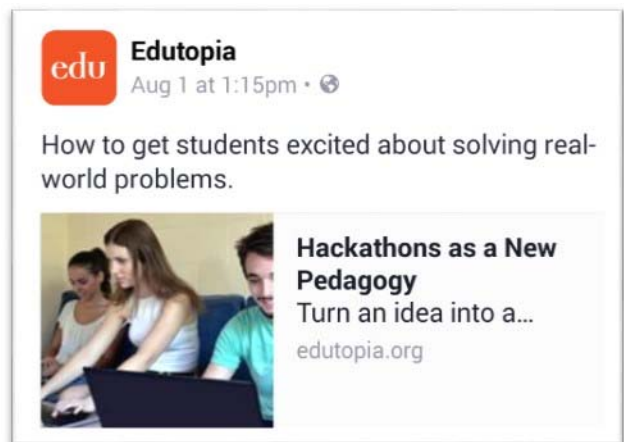 edu
Edutopia
Aug 1 at 1:15pm •
How to get students excited about solving real-
world problems.
Hackathons as a New
Pedagogy
Turn an idea into a...
edutopia.org